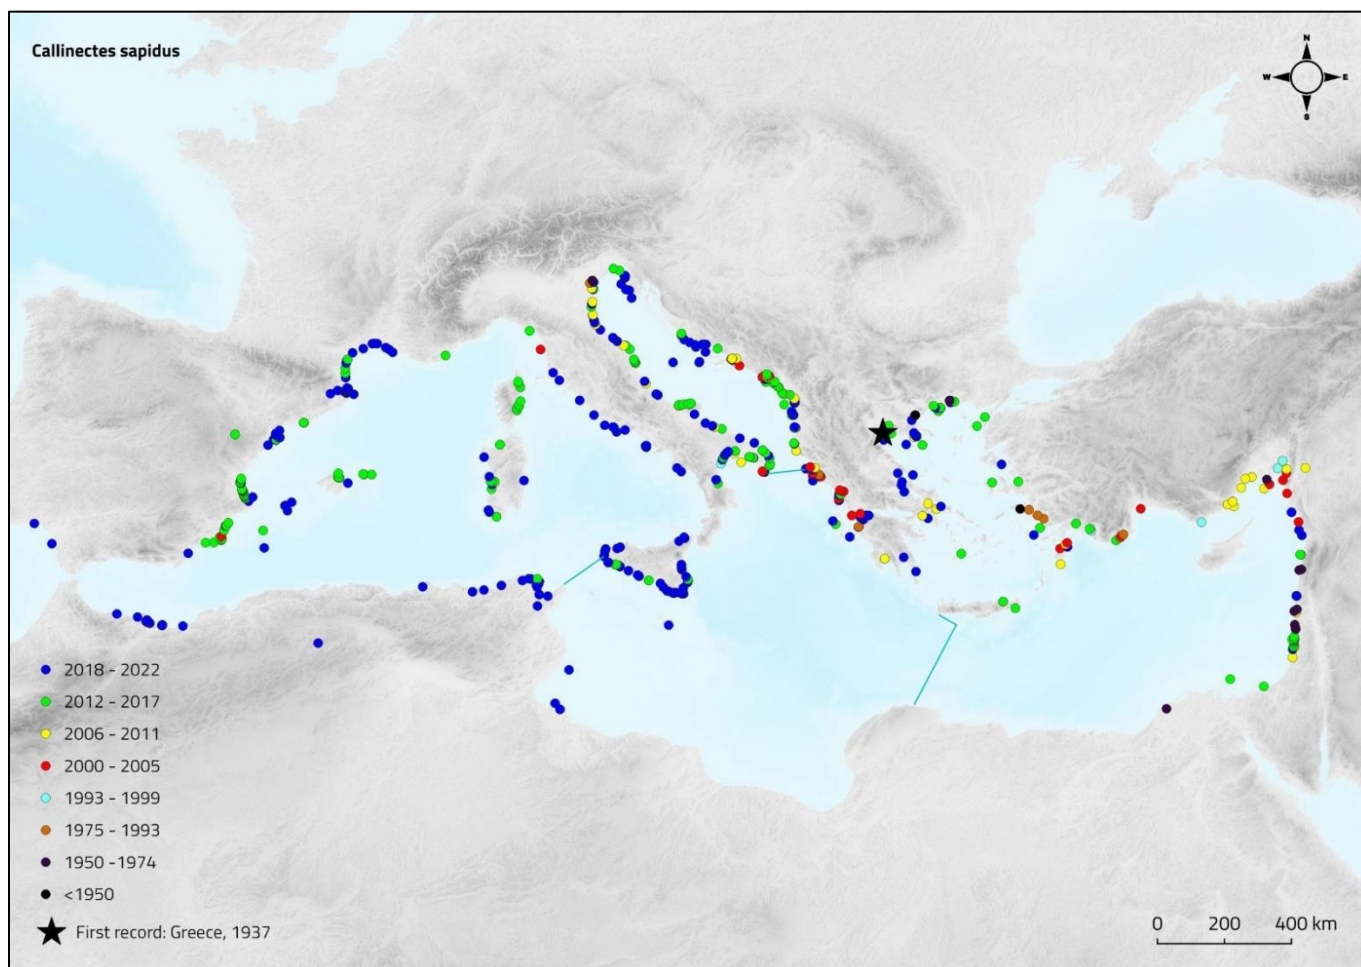 Callinectes sapidus
N
W E
S
2018 - 2022
2012 - 2017
2006 - 2011
2000 - 2005
1993 - 1999
1975 - 1993
1950 -1974
<1950
First record: Greece, 1937
0 200 400 km